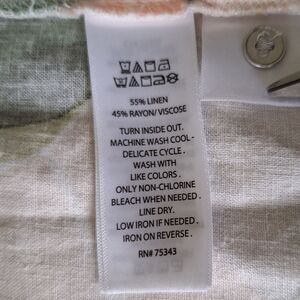 55% LINEN
45% RAYON/ VISCOSE
TURN INSIDE OUT.
MACHINE WASH COOL -
DELICATE CYCLE.
WASH WITH
LIKE COLORS.
ONLY NON-CHLORINE
BLEACH WHEN NEEDED.
LINE DRY.
LOW IRON IF NEEDED.
IRON ON REVERSE.
RN# 75343